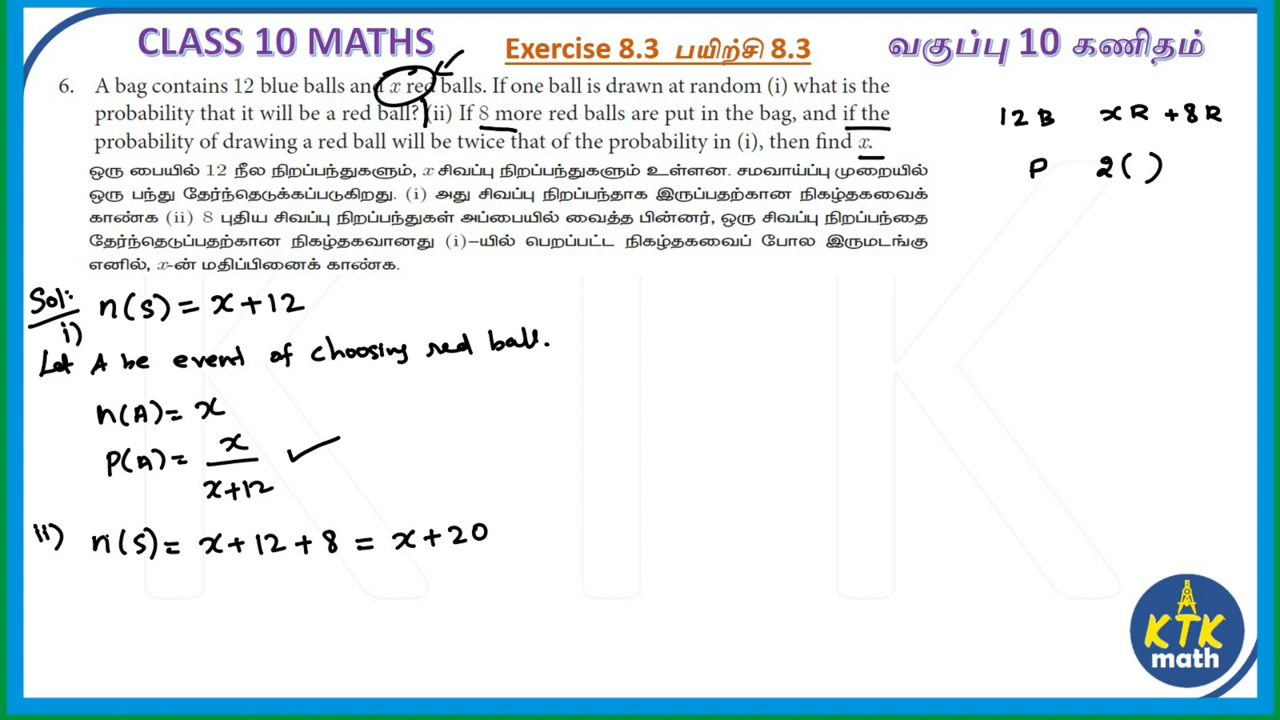 CLASS 10 MATHS
Exercise 8.3 பயிற்சி 8.3
வகுப்பு 10 கணிதம்
6. A bag contains 12 blue balls and x red balls. If one ball is drawn at random (i) what is the
probability that it will be a red ball? (ii) If 8 more red balls are put in the bag, and if the
probability of drawing a red ball will be twice that of the probability in (i), then find x.
ஒரு பையில் 12 நீல நிறப்பந்துகளும், x சிவப்பு நிறப்பந்துகளும் உள்ளன. சமவாய்ப்பு முறையில்
ஒரு பந்து தேர்ந்தெடுக்கப்படுகிறது. (i) அது சிவப்பு நிறப்பந்தாக இருப்பதற்கான நிகழ்தகவைக்
காண்க (ii) 8 புதிய சிவப்பு நிறப்பந்துகள் அப்பையில் வைத்த பின்னர், ஒரு சிவப்பு நிறப்பந்தை
தேர்ந்தெடுப்பதற்கான நிகழ்தகவானது (i)-யில் பெறப்பட்ட நிகழ்தகவைப் போல இருமடங்கு
எனில், x-ன் மதிப்பினைக் காண்க.
12 B xR +8R
P 2( )
Sol:
i) n(S) = x+12
Let A be event of choosing red ball.
n(A) = x
P(A) = x
x+12
ii) n(S) = x+12+8 = x+20
KTK
math